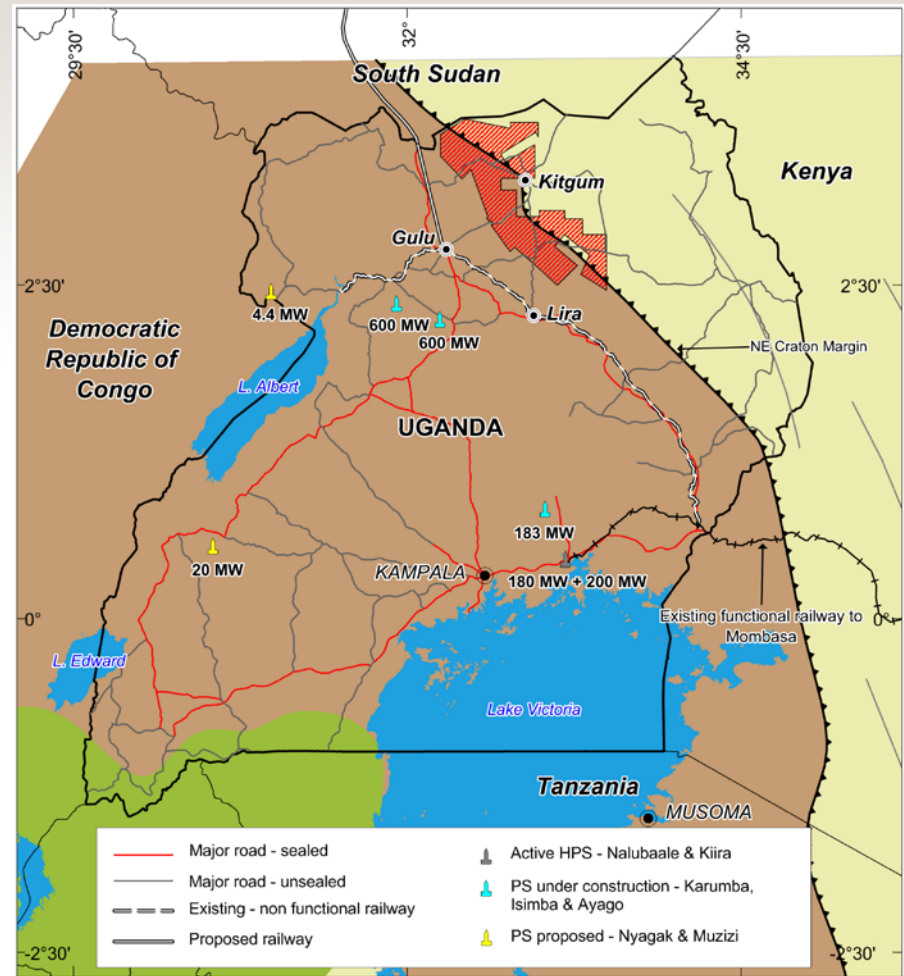 29°30'
32°
34°30'
South Sudan
Kenya
Kitgum
Gulu
2°30'
2°30'
4.4 MW
600 MW
600 MW
Lira
Democratic
Republic of
Congo
NE Craton Margin
L. Albert
UGANDA
183 MW
20 MW
KAMPALA
180 MW + 200 MW
0°
0°
Existing functional railway to
Mombasa
L. Edward
Lake Victoria
Tanzania
MUSOMA
Major road - sealed
Major road - unsealed
Existing - non functional railway
Proposed railway
Active HPS - Nalubaale & Kiira
PS under construction - Karumba,
Isimba & Ayago
PS proposed - Nyagak & Muzizi
-2°30'
-2°30'